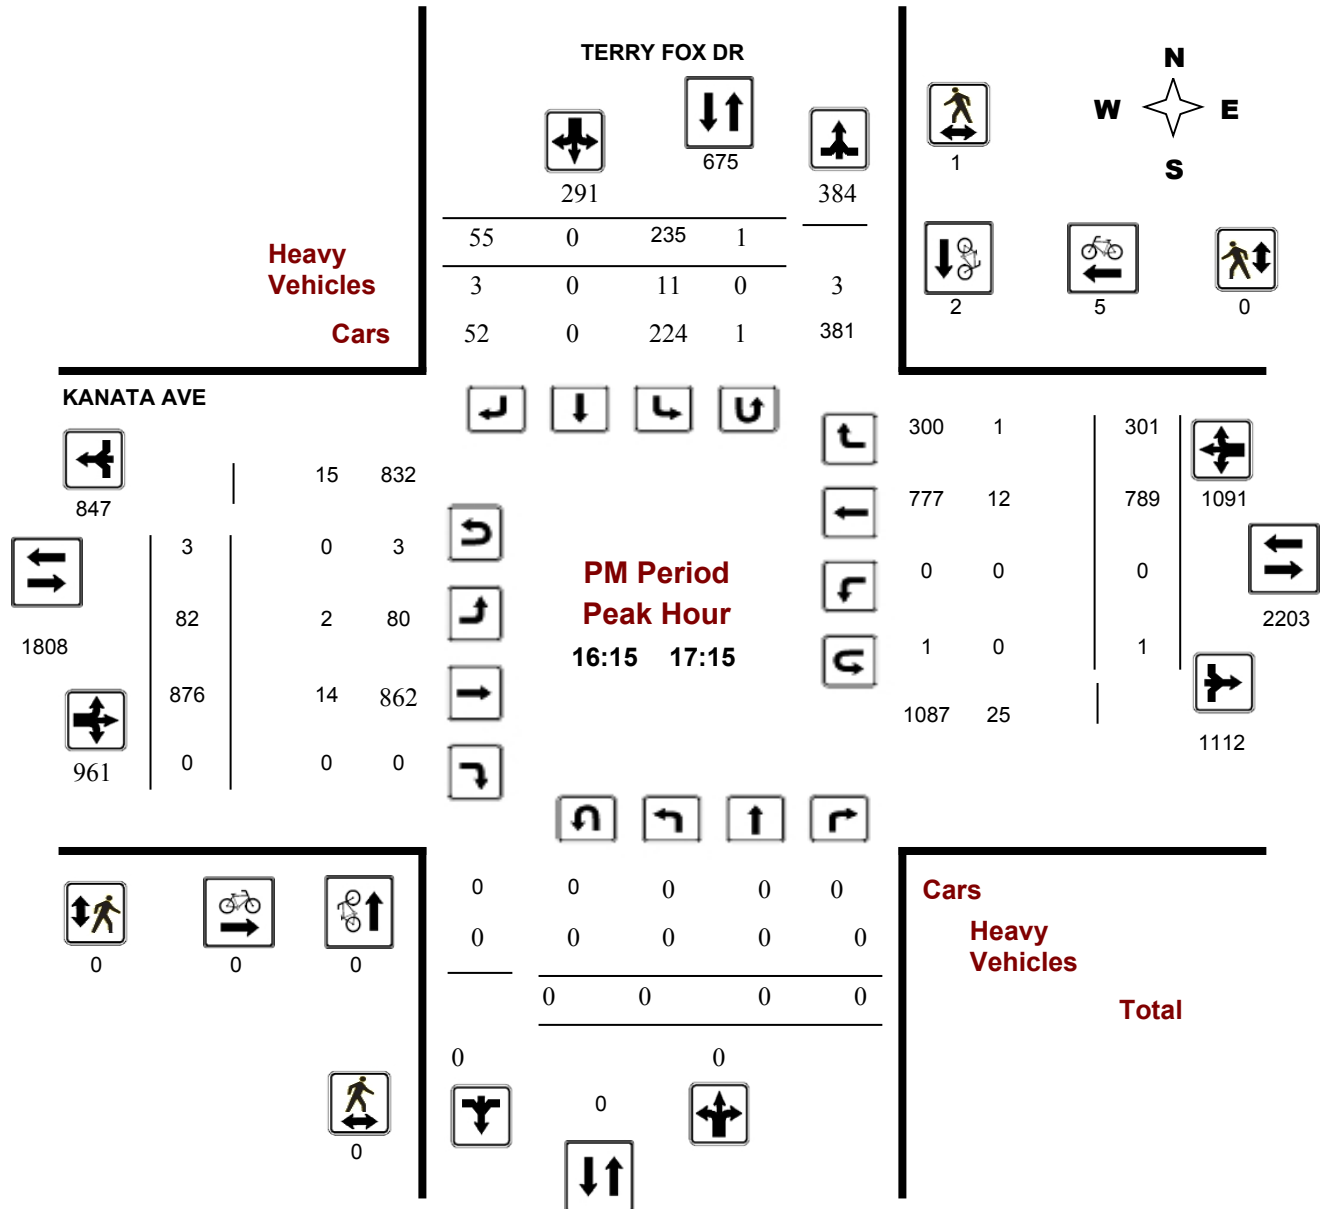 TERRY FOX DR
N
W E
S
675
1
291 384
55 0 235 1
Heavy
Vehicles
3 0 11 0 3
Cars
52 0 224 1 381
2 5 0
KANATA AVE
847
15 832
3 0 3
82 2 80
1808
876 14 862
961
0 0 0
PM Period
Peak Hour
16:15 17:15
300 1 301
777 12 789 1091
0 0 0
2203
1 0 1
1087 25
1112
0 0 0
0 0 0 0 0
Cars
0 0 0 0 0
Heavy
Vehicles
0 0 0 0
Total
0 0
0
0